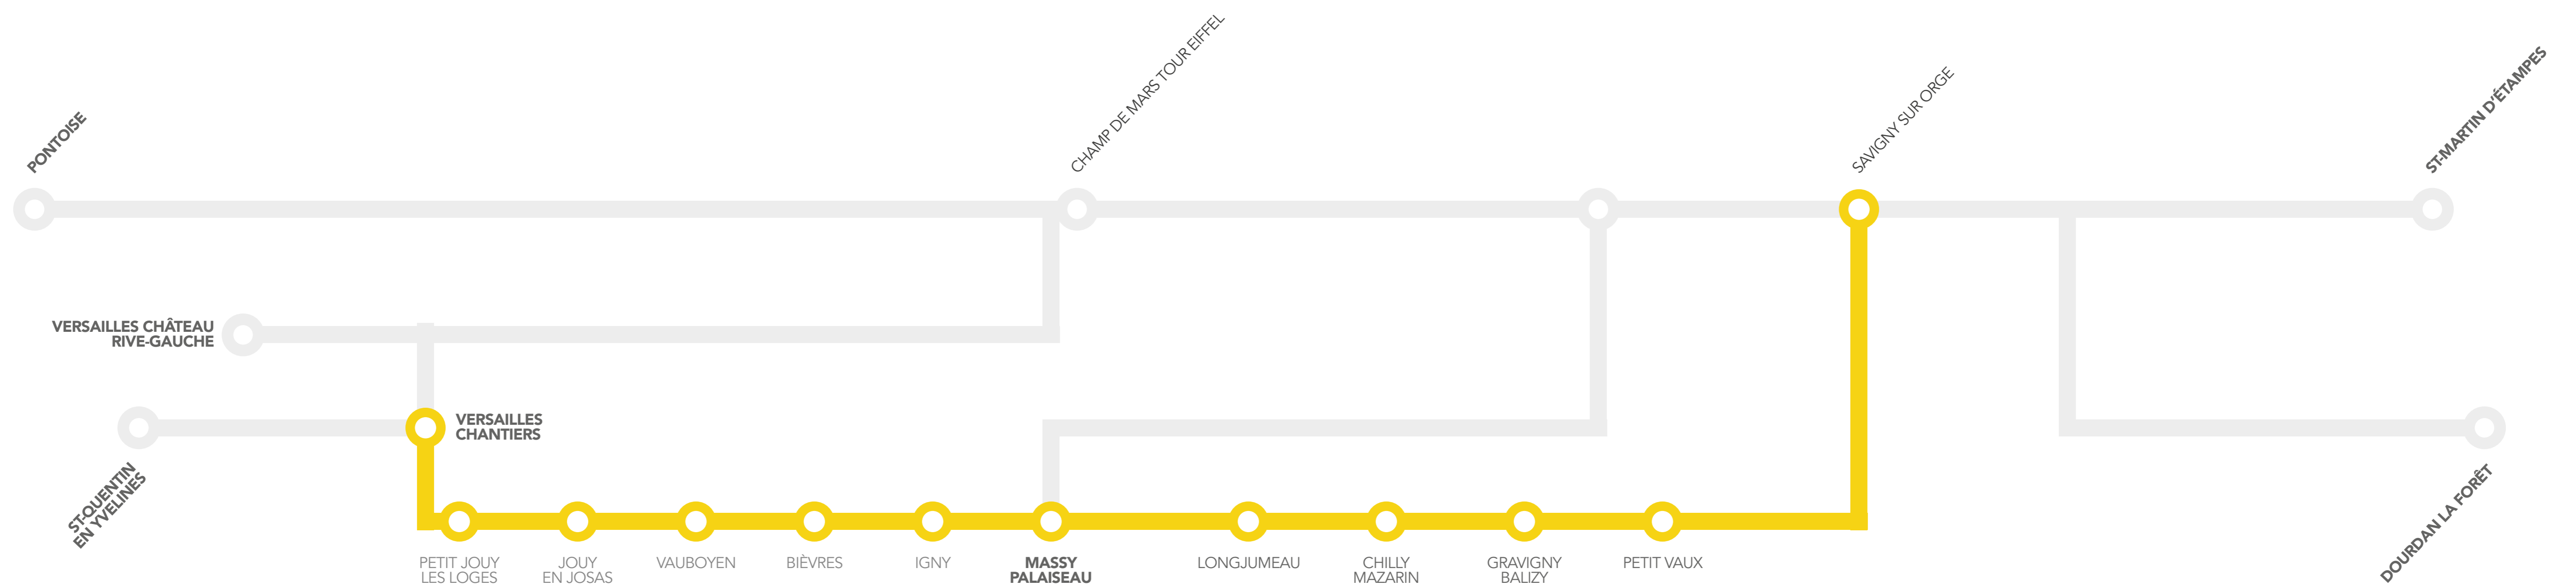 PONTOISE
CHAMP DE MARS TOUR EIFFEL
SAVIGNY SUR ORGE
ST-MARTIN D'ÉTAMPES
VERSAILLES CHÂTEAU
RIVE-GAUCHE
VERSAILLES
CHANTIERS
ST-QUENTIN
EN YVELINES
DOURDAN LA FORÊT
PETIT JOUY
LES LOGES
JOUY
EN JOSAS
VAUBOYEN
BIÈVRES
IGNY
MASSY
PALAISEAU
LONGJUMEAU
CHILLY
MAZARIN
GRAVIGNY
BALIZY
PETIT VAUX